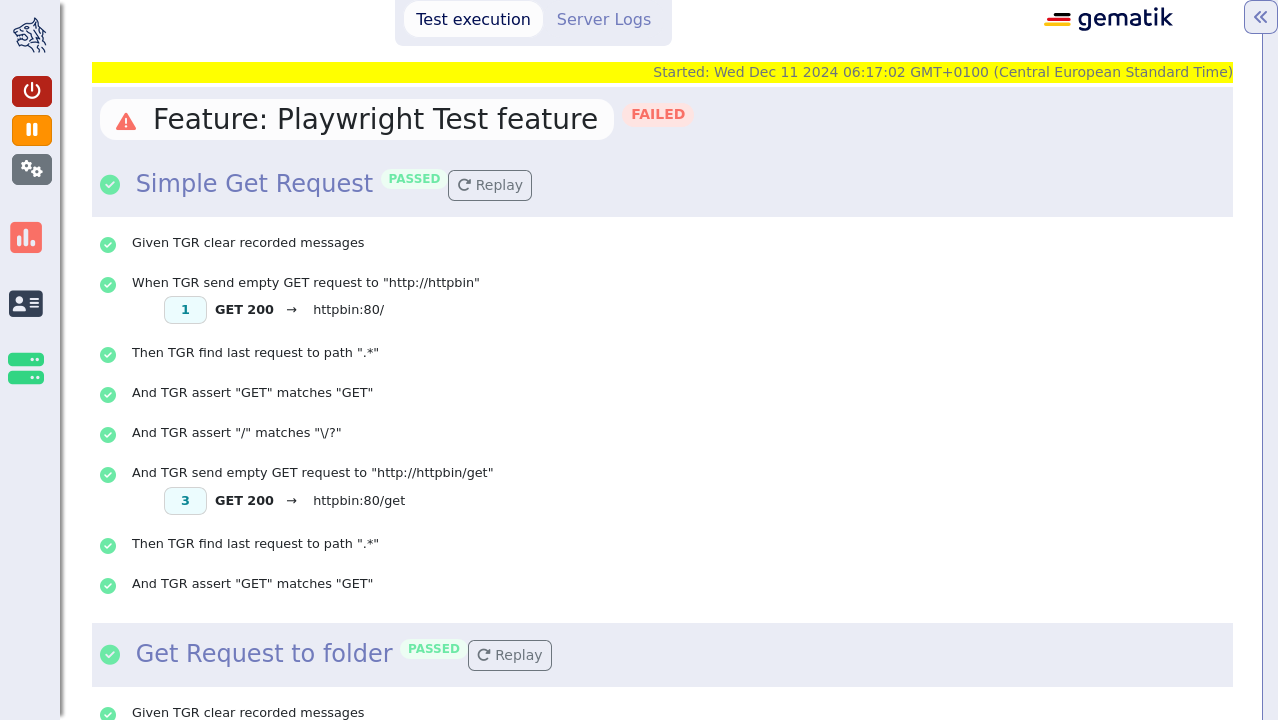 Test execution
Server Logs
gematik
Started: Wed Dec 11 2024 06:17:02 GMT+0100 (Central European Standard Time)
Feature: Playwright Test feature FAILED
Simple Get Request PASSED Replay
Given TGR clear recorded messages
When TGR send empty GET request to "http://httpbin"
1 GET 200 → httpbin:80/
Then TGR find last request to path ".*"
And TGR assert "GET" matches "GET"
And TGR assert "/" matches "\/?"
And TGR send empty GET request to "http://httpbin/get"
3 GET 200 → httpbin:80/get
Then TGR find last request to path ".*"
And TGR assert "GET" matches "GET"
Get Request to folder PASSED Replay
Given TGR clear recorded messages